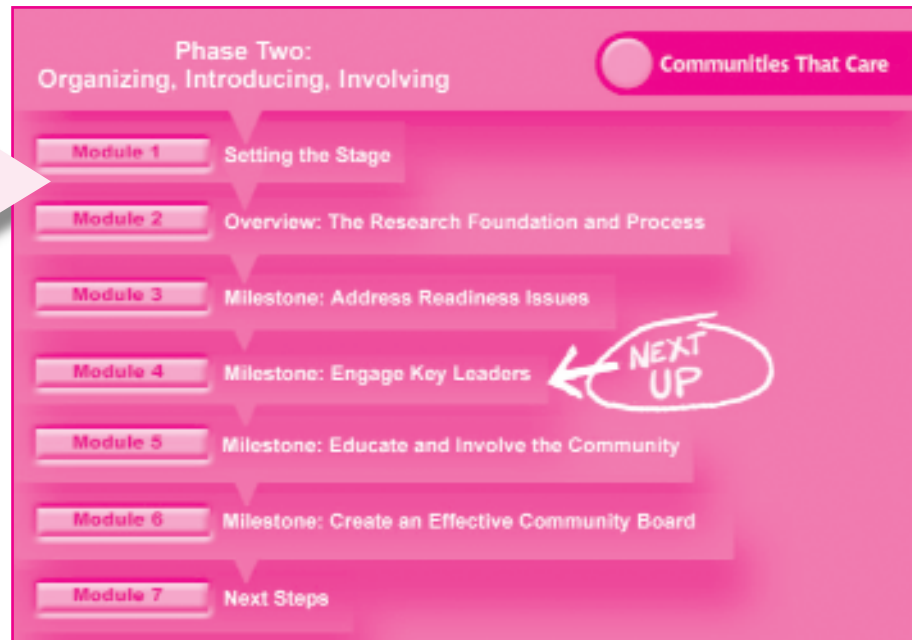 Phase Two:
Organizing, Introducing, Involving
Communities That Care
Module 1 Setting the Stage
Module 2 Overview: The Research Foundation and Process
Module 3 Milestone: Address Readiness Issues
Module 4 Milestone: Engage Key Leaders
NEXT
UP
Module 5 Milestone: Educate and Involve the Community
Module 6 Milestone: Create an Effective Community Board
Module 7 Next Steps